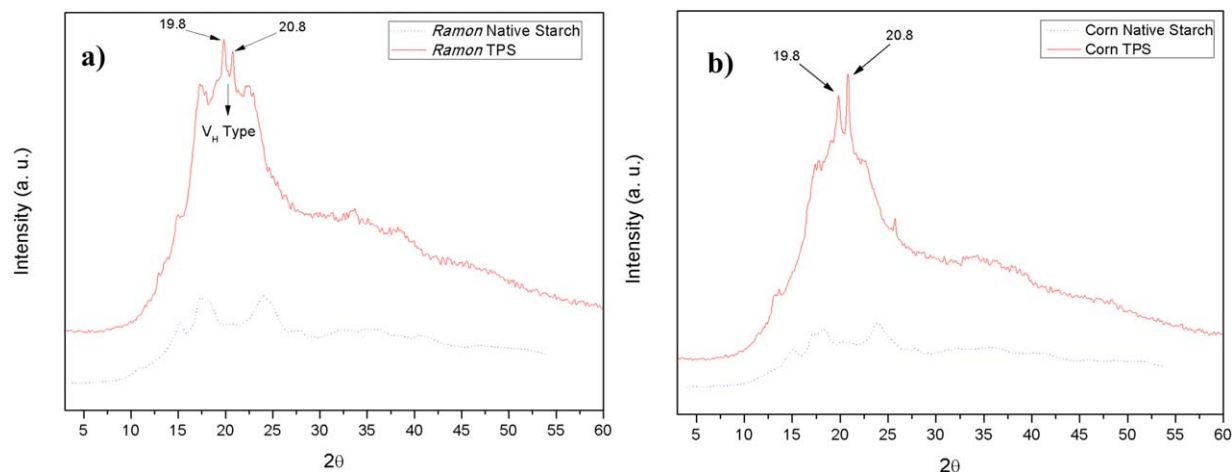 a)
19.8
20.8
V_H Type
Ramon Native Starch
Ramon TPS
Intensity (a. u.)
5 10 15 20 25 30 35 40 45 50 55 60
2θ
b)
19.8
20.8
Corn Native Starch
Corn TPS
Intensity (a. u.)
5 10 15 20 25 30 35 40 45 50 55 60
2θ